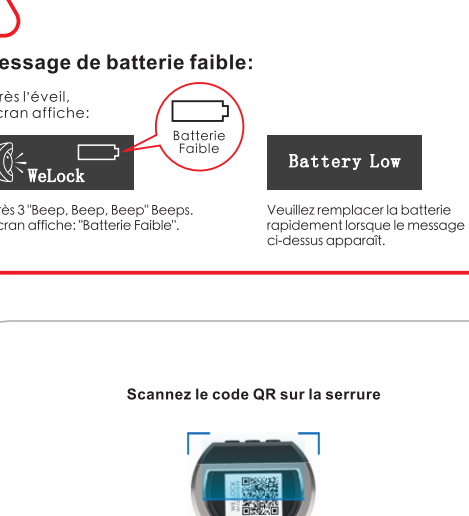 essage de batterie faible:
rès l'éveil,
cran affiche:
Batterie
Faible
WeLock
Battery Low
rès 3 "Beep, Beep, Beep" Beeps.
cran affiche: "Batterie Faible".
Veuillez remplacer la batterie
rapidement lorsque le message
ci-dessus apparaît.
Scannez le code QR sur la serrure
WELOCK